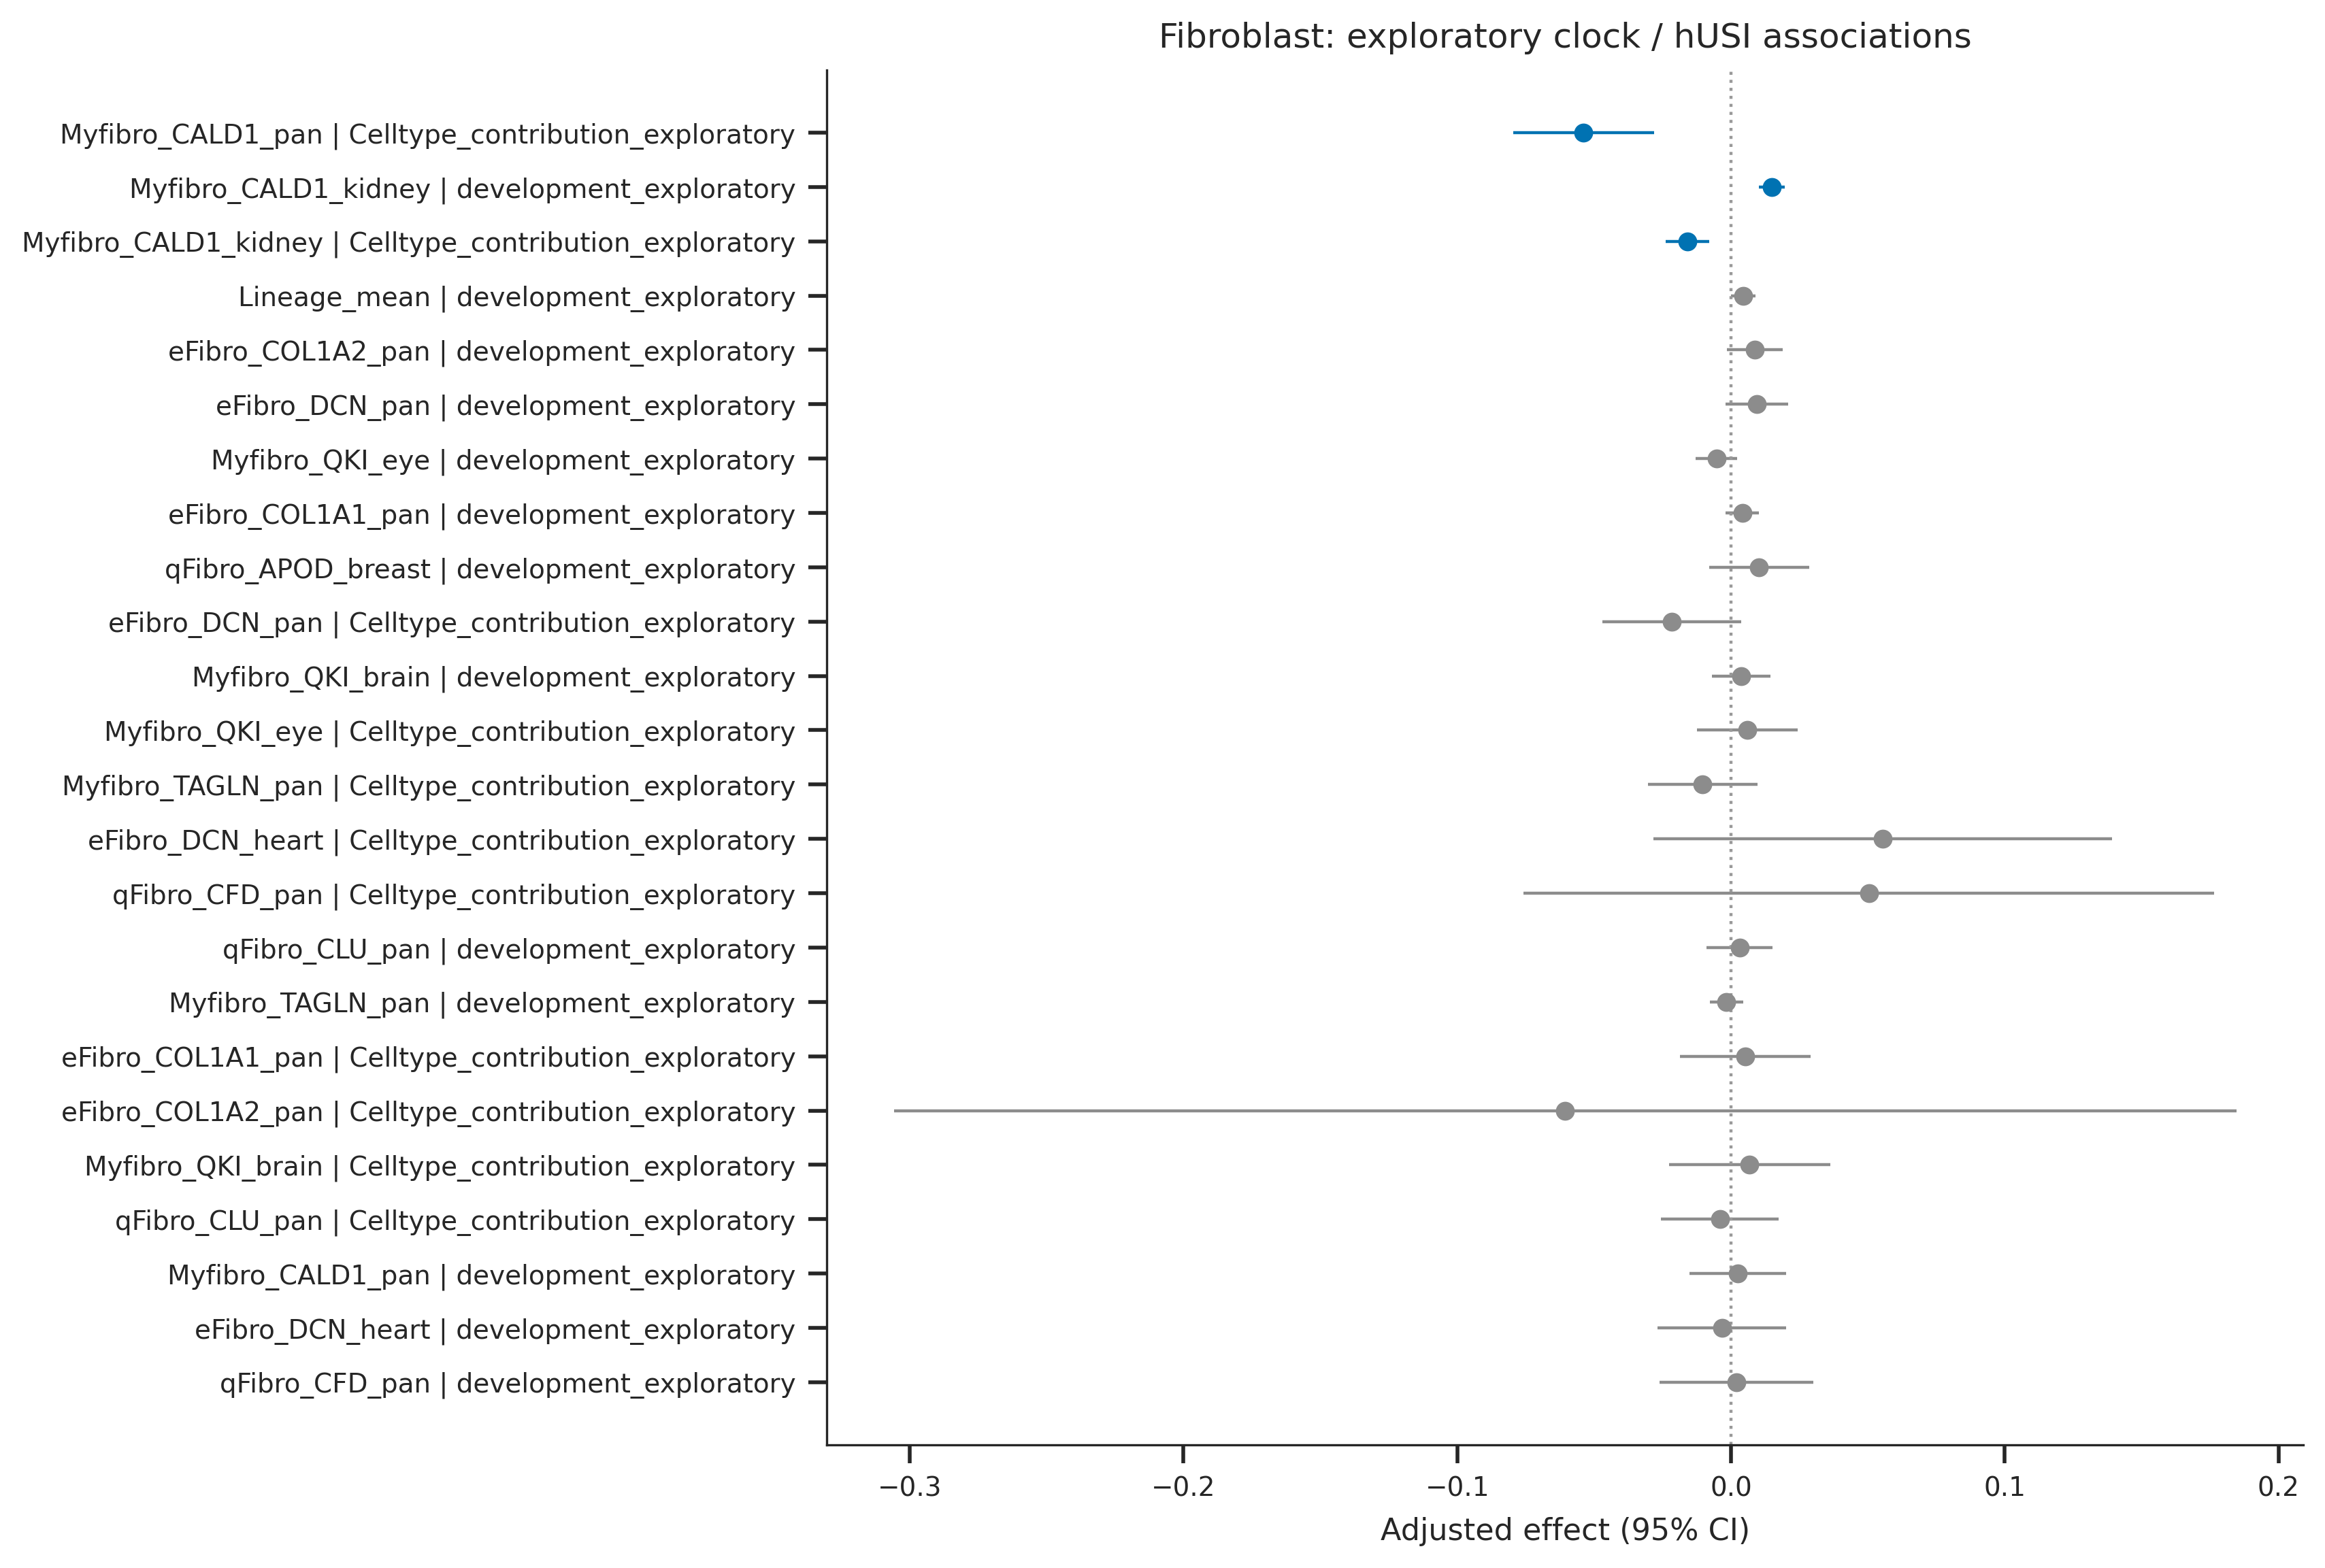 Fibroblast: exploratory clock / hUSI associations
Myfibro_CALD1_pan | Celltype_contribution_exploratory
Myfibro_CALD1_kidney | development_exploratory
Myfibro_CALD1_kidney | Celltype_contribution_exploratory
Lineage_mean | development_exploratory
eFibro_COL1A2_pan | development_exploratory
eFibro_DCN_pan | development_exploratory
Myfibro_QKI_eye | development_exploratory
eFibro_COL1A1_pan | development_exploratory
qFibro_APOD_breast | development_exploratory
eFibro_DCN_pan | Celltype_contribution_exploratory
Myfibro_QKI_brain | development_exploratory
Myfibro_QKI_eye | Celltype_contribution_exploratory
Myfibro_TAGLN_pan | Celltype_contribution_exploratory
eFibro_DCN_heart | Celltype_contribution_exploratory
qFibro_CFD_pan | Celltype_contribution_exploratory
qFibro_CLU_pan | development_exploratory
Myfibro_TAGLN_pan | development_exploratory
eFibro_COL1A1_pan | Celltype_contribution_exploratory
eFibro_COL1A2_pan | Celltype_contribution_exploratory
Myfibro_QKI_brain | Celltype_contribution_exploratory
qFibro_CLU_pan | Celltype_contribution_exploratory
Myfibro_CALD1_pan | development_exploratory
eFibro_DCN_heart | development_exploratory
qFibro_CFD_pan | development_exploratory
−0.3 −0.2 −0.1 0.0 0.1 0.2
Adjusted effect (95% CI)